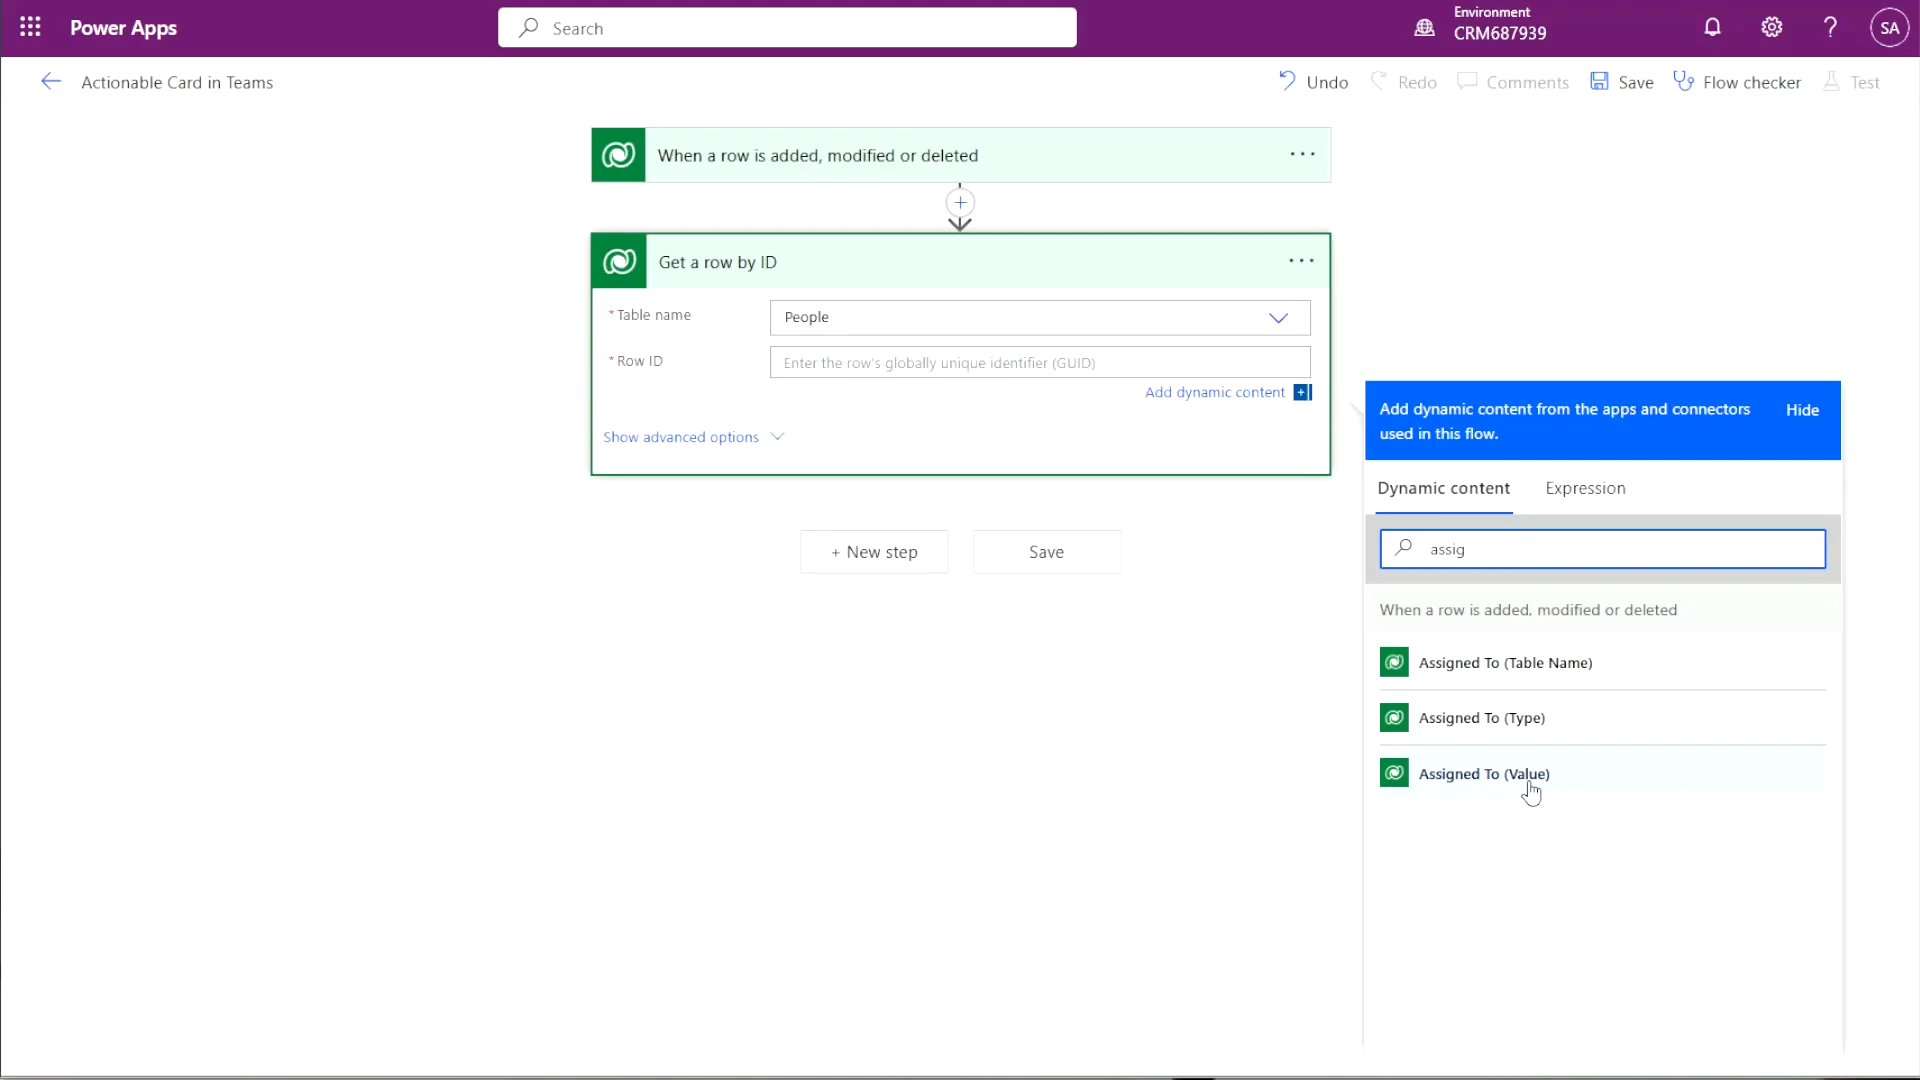 Power Apps
Search
Environment
CRM687939
SA
Actionable Card in Teams
Undo
Redo
Comments
Save
Flow checker
Test
When a row is added, modified or deleted
Get a row by ID
* Table name
People
* Row ID
Enter the row's globally unique identifier (GUID)
Add dynamic content
Show advanced options
+ New step
Save
Add dynamic content from the apps and connectors
used in this flow.
Hide
Dynamic content
Expression
assig
When a row is added, modified or deleted
Assigned To (Table Name)
Assigned To (Type)
Assigned To (Value)